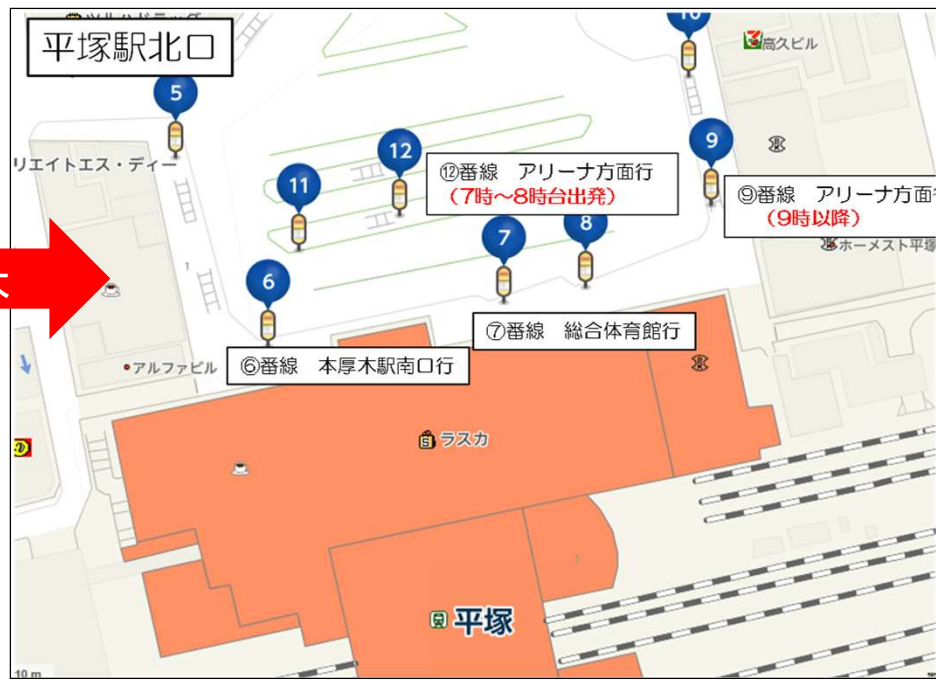 平塚駅北口
高久ビル
5
リエイトエス・ディー
12
11
9
⑫番線 アリーナ方面行
(7時～8時台出発)
⑨番線 アリーナ方面
(9時以降)
7
8
6
ホーメスト平塚
⑦番線 総合体育館行
アルファビル
⑥番線 本厚木駅南口行
ラスカ
平塚
10 m